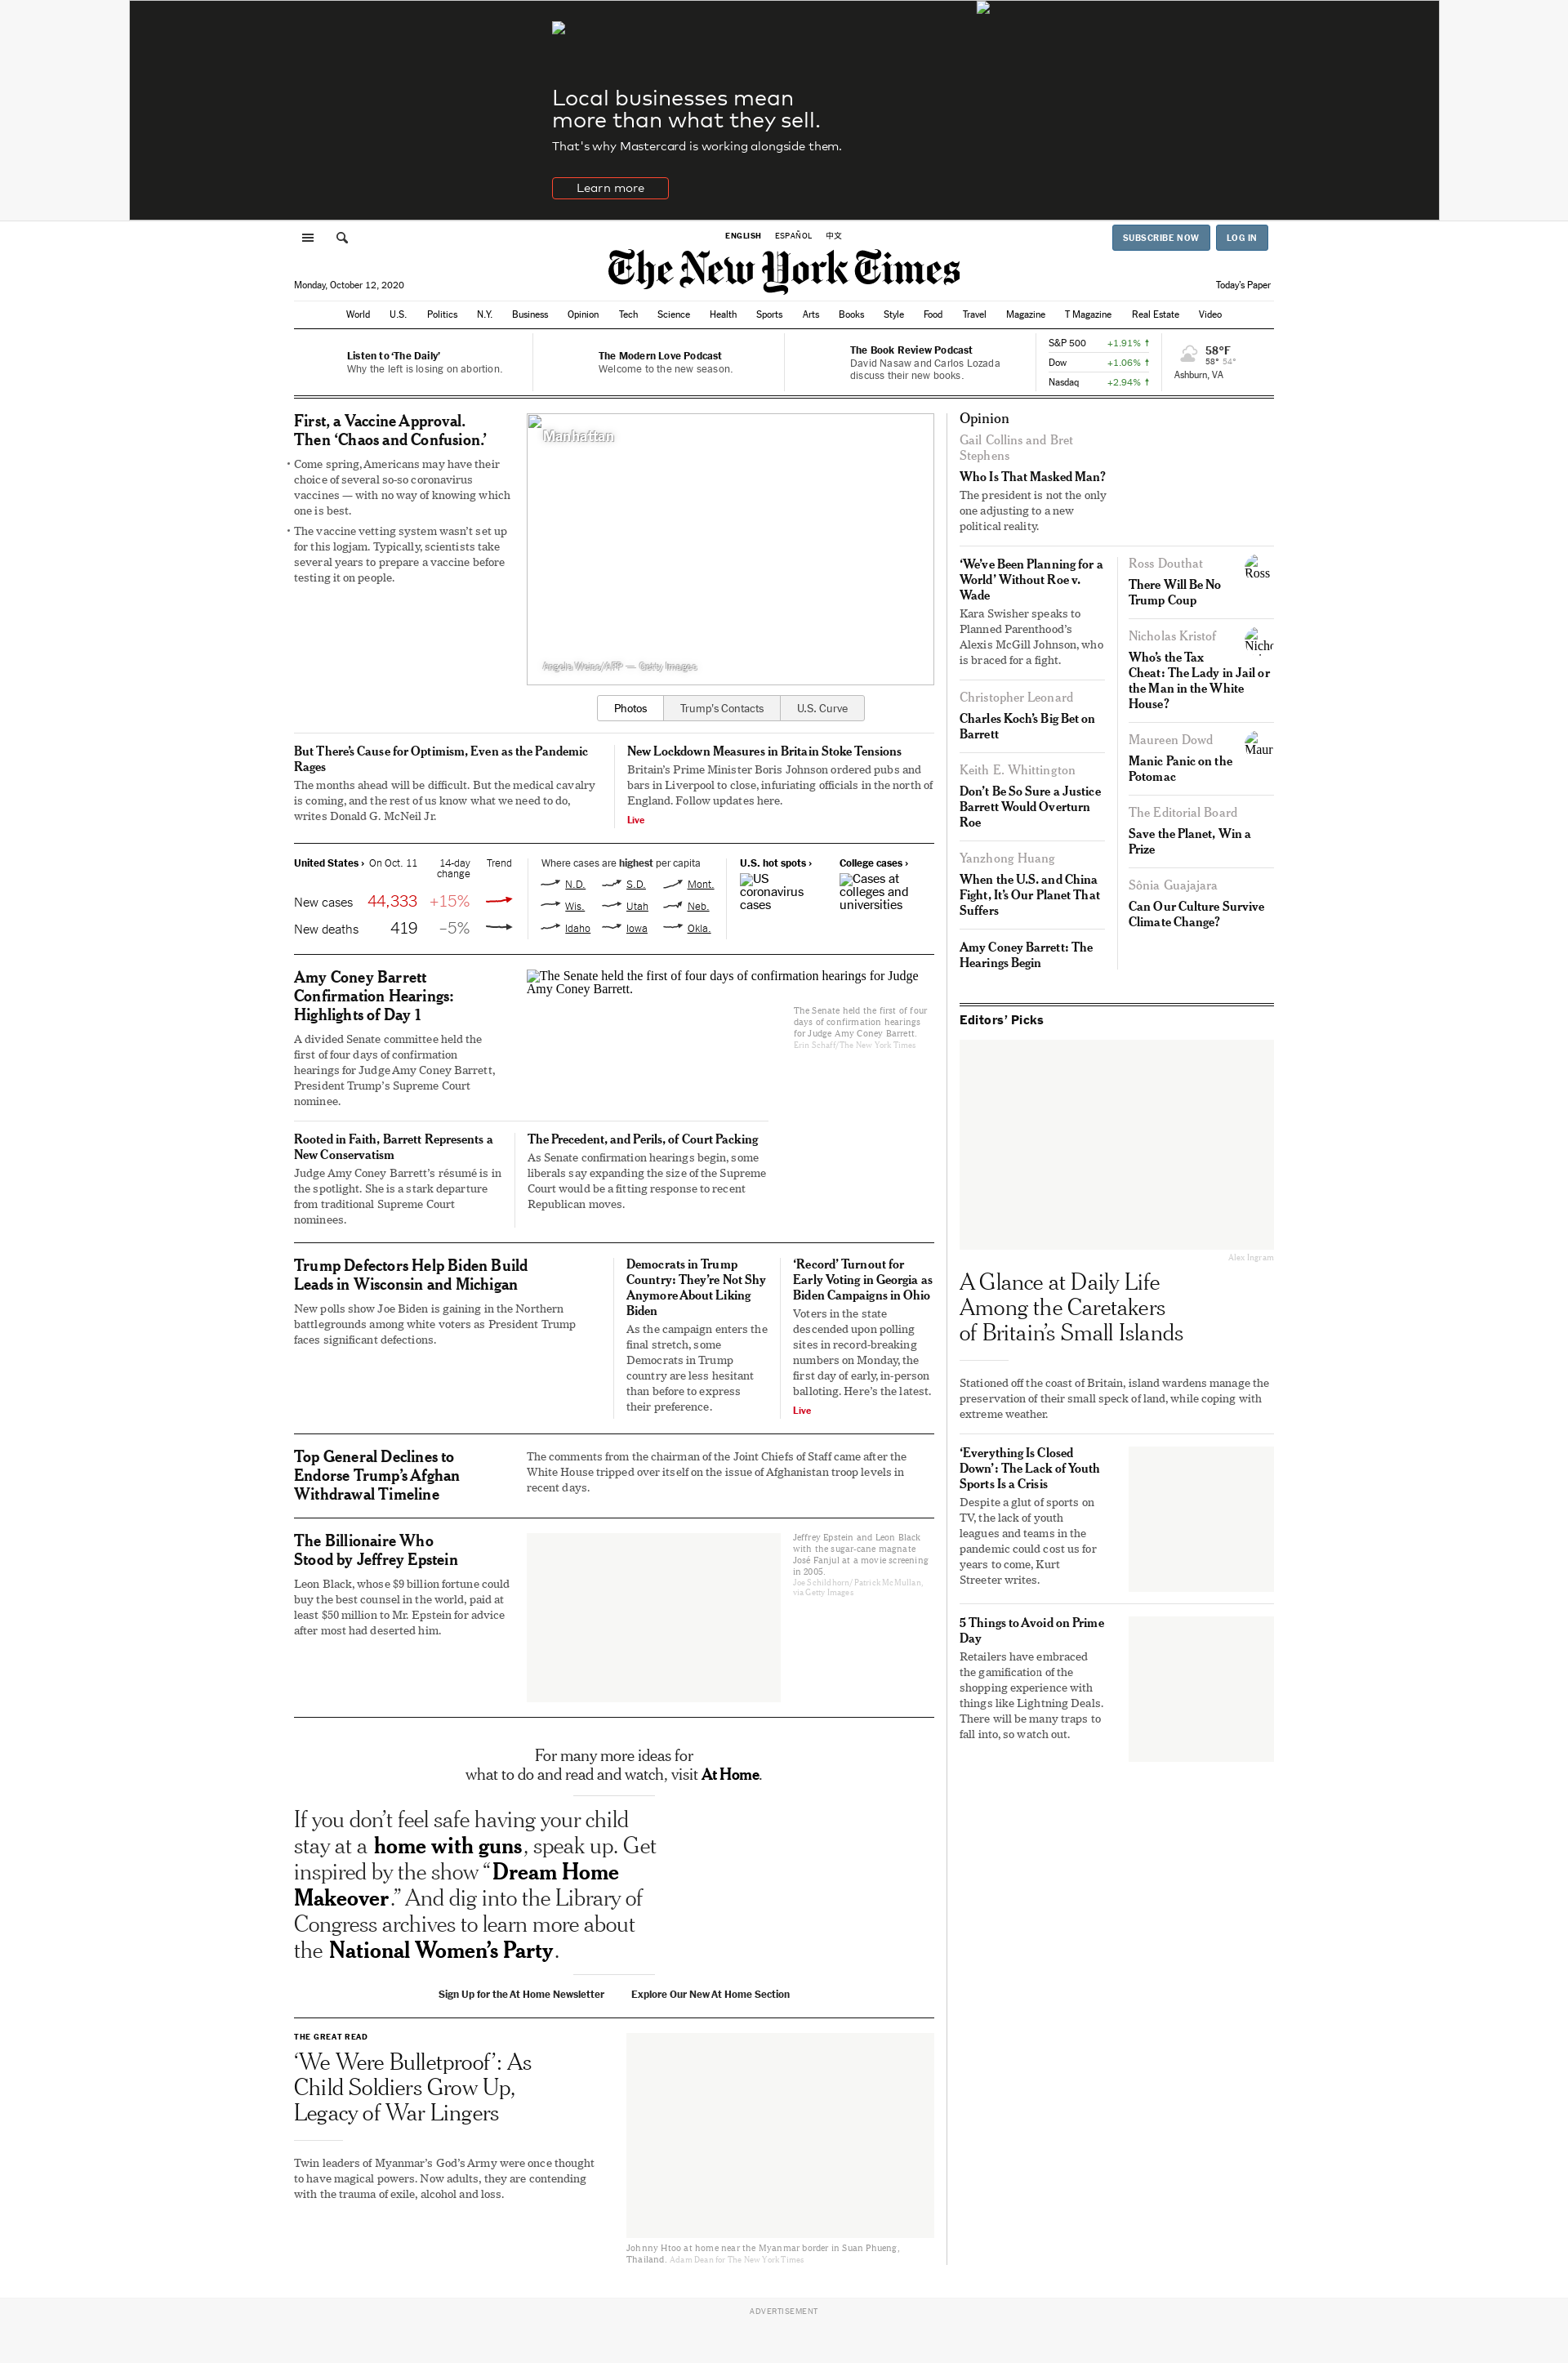 Local businesses mean
more than what they sell.
That's why Mastercard is working alongside them.
Learn more
ENGLISH ESPAÑOL 中文
SUBSCRIBE NOW LOG IN
The New York Times
Monday, October 12, 2020
Today's Paper
World U.S. Politics N.Y. Business Opinion Tech Science Health Sports Arts Books Style Food Travel Magazine T Magazine Real Estate Video
Listen to ‘The Daily’
Why the left is losing on abortion.
The Modern Love Podcast
Welcome to the new season.
The Book Review Podcast
David Nasaw and Carlos Lozada
discuss their new books.
S&P 500 +1.91% ↑
Dow +1.06% ↑
Nasdaq +2.94% ↑
58°F
58° 54°
Ashburn, VA
First, a Vaccine Approval.
Then ‘Chaos and Confusion.’
• Come spring, Americans may have their
choice of several so-so coronavirus
vaccines — with no way of knowing which
one is best.
• The vaccine vetting system wasn’t set up
for this logjam. Typically, scientists take
several years to prepare a vaccine before
testing it on people.
Manhattan
Angela Weiss/AFP — Getty Images
Photos Trump’s Contacts U.S. Curve
But There’s Cause for Optimism, Even as the Pandemic
Rages
The months ahead will be difficult. But the medical cavalry
is coming, and the rest of us know what we need to do,
writes Donald G. McNeil Jr.
New Lockdown Measures in Britain Stoke Tensions
Britain’s Prime Minister Boris Johnson ordered pubs and
bars in Liverpool to close, infuriating officials in the north of
England. Follow updates here.
Live
United States › On Oct. 11 14-day
change Trend
New cases 44,333 +15%
New deaths 419 –5%
Where cases are highest per capita
N.D. S.D. Mont.
Wis. Utah Neb.
Idaho Iowa Okla.
U.S. hot spots ›
US
coronavirus
cases
College cases ›
Cases at
colleges and
universities
Amy Coney Barrett
Confirmation Hearings:
Highlights of Day 1
A divided Senate committee held the
first of four days of confirmation
hearings for Judge Amy Coney Barrett,
President Trump’s Supreme Court
nominee.
The Senate held the first of four days of confirmation hearings for Judge
Amy Coney Barrett.
The Senate held the first of four
days of confirmation hearings
for Judge Amy Coney Barrett.
Erin Schaff/The New York Times
Rooted in Faith, Barrett Represents a
New Conservatism
Judge Amy Coney Barrett’s résumé is in
the spotlight. She is a stark departure
from traditional Supreme Court
nominees.
The Precedent, and Perils, of Court Packing
As Senate confirmation hearings begin, some
liberals say expanding the size of the Supreme
Court would be a fitting response to recent
Republican moves.
Trump Defectors Help Biden Build
Leads in Wisconsin and Michigan
New polls show Joe Biden is gaining in the Northern
battlegrounds among white voters as President Trump
faces significant defections.
Democrats in Trump
Country: They’re Not Shy
Anymore About Liking
Biden
As the campaign enters the
final stretch, some
Democrats in Trump
country are less hesitant
than before to express
their preference.
‘Record’ Turnout for
Early Voting in Georgia as
Biden Campaigns in Ohio
Voters in the state
descended upon polling
sites in record-breaking
numbers on Monday, the
first day of early, in-person
balloting. Here’s the latest.
Live
Top General Declines to
Endorse Trump’s Afghan
Withdrawal Timeline
The comments from the chairman of the Joint Chiefs of Staff came after the
White House tripped over itself on the issue of Afghanistan troop levels in
recent days.
The Billionaire Who
Stood by Jeffrey Epstein
Leon Black, whose $9 billion fortune could
buy the best counsel in the world, paid at
least $50 million to Mr. Epstein for advice
after most had deserted him.
Jeffrey Epstein and Leon Black
with the sugar-cane magnate
José Fanjul at a movie screening
in 2005.
Joe Schildhorn/Patrick McMullan,
via Getty Images
For many more ideas for
what to do and read and watch, visit At Home.
If you don’t feel safe having your child
stay at a home with guns, speak up. Get
inspired by the show “Dream Home
Makeover.” And dig into the Library of
Congress archives to learn more about
the National Women’s Party.
Sign Up for the At Home Newsletter Explore Our New At Home Section
THE GREAT READ
‘We Were Bulletproof’: As
Child Soldiers Grow Up,
Legacy of War Lingers
Twin leaders of Myanmar’s God’s Army were once thought
to have magical powers. Now adults, they are contending
with the trauma of exile, alcohol and loss.
Johnny Htoo at home near the Myanmar border in Suan Phueng,
Thailand. Adam Dean for The New York Times
Opinion
Gail Collins and Bret
Stephens
Who Is That Masked Man?
The president is not the only
one adjusting to a new
political reality.
‘We’ve Been Planning for a
World’ Without Roe v.
Wade
Kara Swisher speaks to
Planned Parenthood’s
Alexis McGill Johnson, who
is braced for a fight.
Christopher Leonard
Charles Koch’s Big Bet on
Barrett
Keith E. Whittington
Don’t Be So Sure a Justice
Barrett Would Overturn
Roe
Yanzhong Huang
When the U.S. and China
Fight, It’s Our Planet That
Suffers
Amy Coney Barrett: The
Hearings Begin
Ross Douthat
Ross
There Will Be No
Trump Coup
Nicholas Kristof
Who’s the Tax
Cheat: The Lady in Jail or
the Man in the White
House?
Maureen Dowd
Manic Panic on the
Potomac
The Editorial Board
Save the Planet, Win a
Prize
Sônia Guajajara
Can Our Culture Survive
Climate Change?
Editors’ Picks
Alex Ingram
A Glance at Daily Life
Among the Caretakers
of Britain’s Small Islands
Stationed off the coast of Britain, island wardens manage the
preservation of their small speck of land, while coping with
extreme weather.
‘Everything Is Closed
Down’: The Lack of Youth
Sports Is a Crisis
Despite a glut of sports on
TV, the lack of youth
leagues and teams in the
pandemic could cost us for
years to come, Kurt
Streeter writes.
5 Things to Avoid on Prime
Day
Retailers have embraced
the gamification of the
shopping experience with
things like Lightning Deals.
There will be many traps to
fall into, so watch out.
ADVERTISEMENT